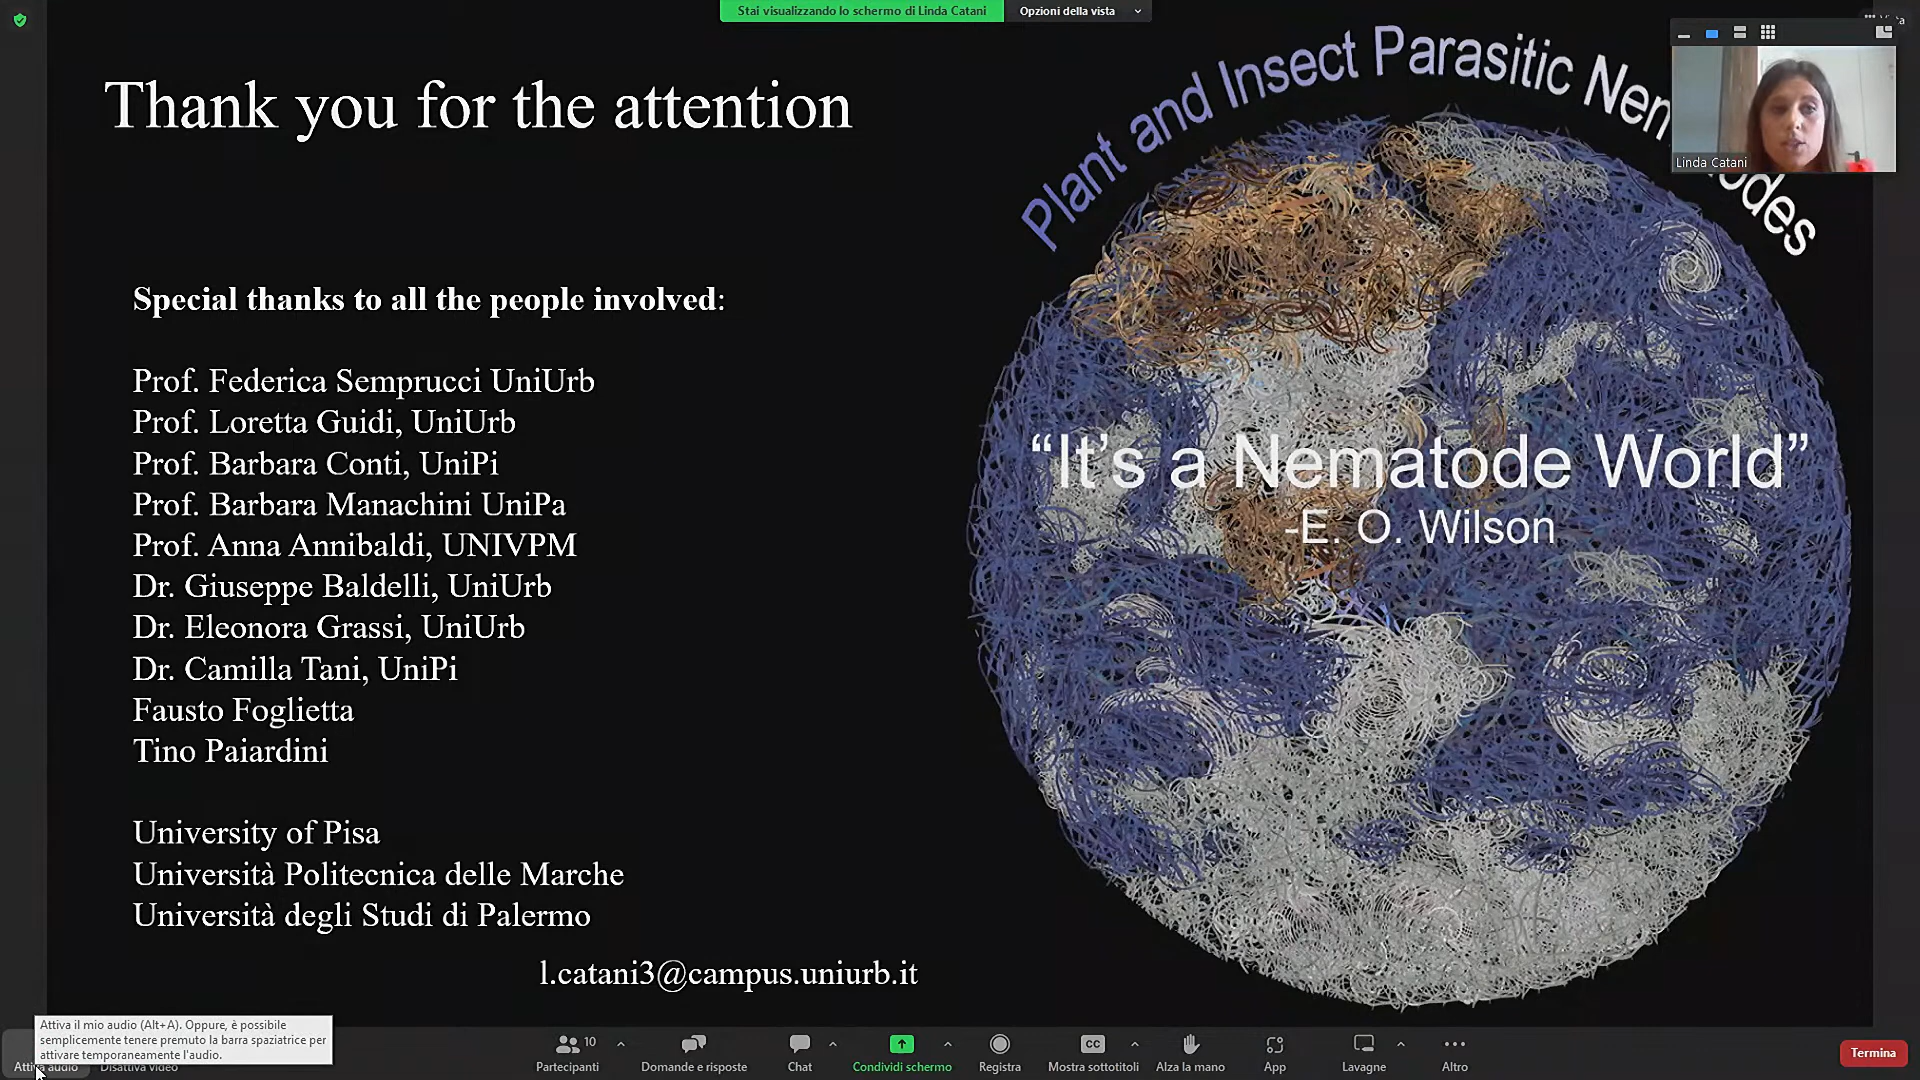 Stai visualizzando lo schermo di Linda Catani
Opzioni della vista
Plant and Insect Parasitic
Linda Catani
Thank you for the attention
Special thanks to all the people involved:
Prof. Federica Semprucci UniUrb
Prof. Loretta Guidi, UniUrb
Prof. Barbara Conti, UniPi
Prof. Barbara Manachini UniPa
Prof. Anna Annibaldi, UNIVPM
Dr. Giuseppe Baldelli, UniUrb
Dr. Eleonora Grassi, UniUrb
Dr. Camilla Tani, UniPi
Fausto Foglietta
Tino Paiardini
University of Pisa
Università Politecnica delle Marche
Università degli Studi di Palermo
l.catani3@campus.uniurb.it
“It’s a Nematode World”
-E. O. Wilson
Attiva il mio audio (Alt+A). Oppure, è possibile
semplicemente tenere premuto la barra spaziatrice per
attivare temporaneamente l'audio.
10
CC
Attiva audio
Disattiva video
Partecipanti
Domande e risposte
Chat
Condividi schermo
Registra
Mostra sottotitoli
Alza la mano
App
Lavagne
Altro
Termina